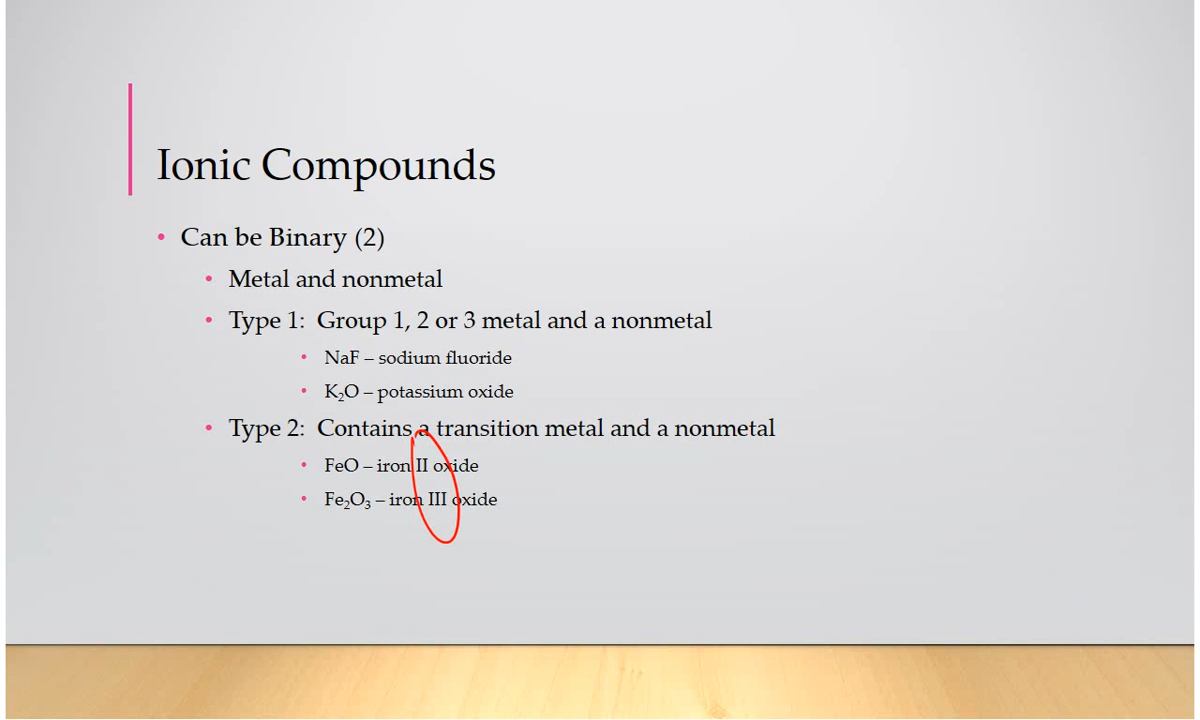 Ionic Compounds
• Can be Binary (2)
• Metal and nonmetal
• Type 1: Group 1, 2 or 3 metal and a nonmetal
• NaF – sodium fluoride
• K₂O – potassium oxide
• Type 2: Contains a transition metal and a nonmetal
• FeO – iron II oxide
• Fe₂O₃ – iron III oxide